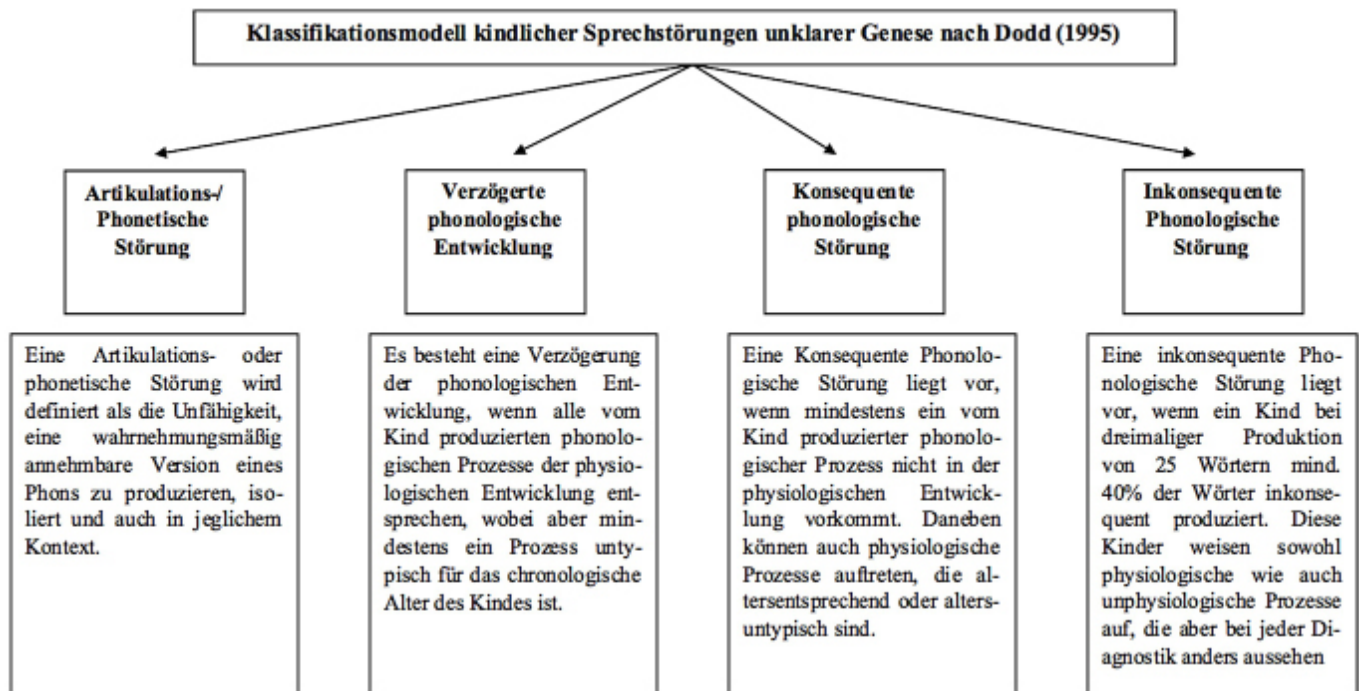 Klassifikationsmodell kindlicher Sprechstörungen unklarer Genese nach Dodd (1995)
Artikulations-/
Phonetische
Störung
Verzögerte
phonologische
Entwicklung
Konsequente
phonologische
Störung
Inkonsequente
Phonologische
Störung
Eine Artikulations- oder
phonetische Störung wird
definiert als die Unfähigkeit,
eine wahrnehmungsmäßig
annehmbare Version eines
Phons zu produzieren, iso-
liert und auch in jeglichem
Kontext.
Es besteht eine Verzögerung
der phonologischen Ent-
wicklung, wenn alle vom
Kind produzierten phonolo-
gischen Prozesse der physio-
logischen Entwicklung ent-
sprechen, wobei aber min-
destens ein Prozess unty-
pisch für das chronologische
Alter des Kindes ist.
Eine Konsequente Phonolo-
gische Störung liegt vor,
wenn mindestens ein vom
Kind produzierter phonolo-
gischer Prozess nicht in der
physiologischen Entwick-
lung vorkommt. Daneben
können auch physiologische
Prozesse auftreten, die al-
tersentsprechend oder alters-
untypisch sind.
Eine inkonsequente Pho-
nologische Störung liegt
vor, wenn ein Kind bei
dreimaliger Produktion
von 25 Wörtern mind.
40% der Wörter inkonse-
quent produziert. Diese
Kinder weisen sowohl
physiologische wie auch
unphysiologische Prozesse
auf, die aber bei jeder Di-
agnostik anders aussehen